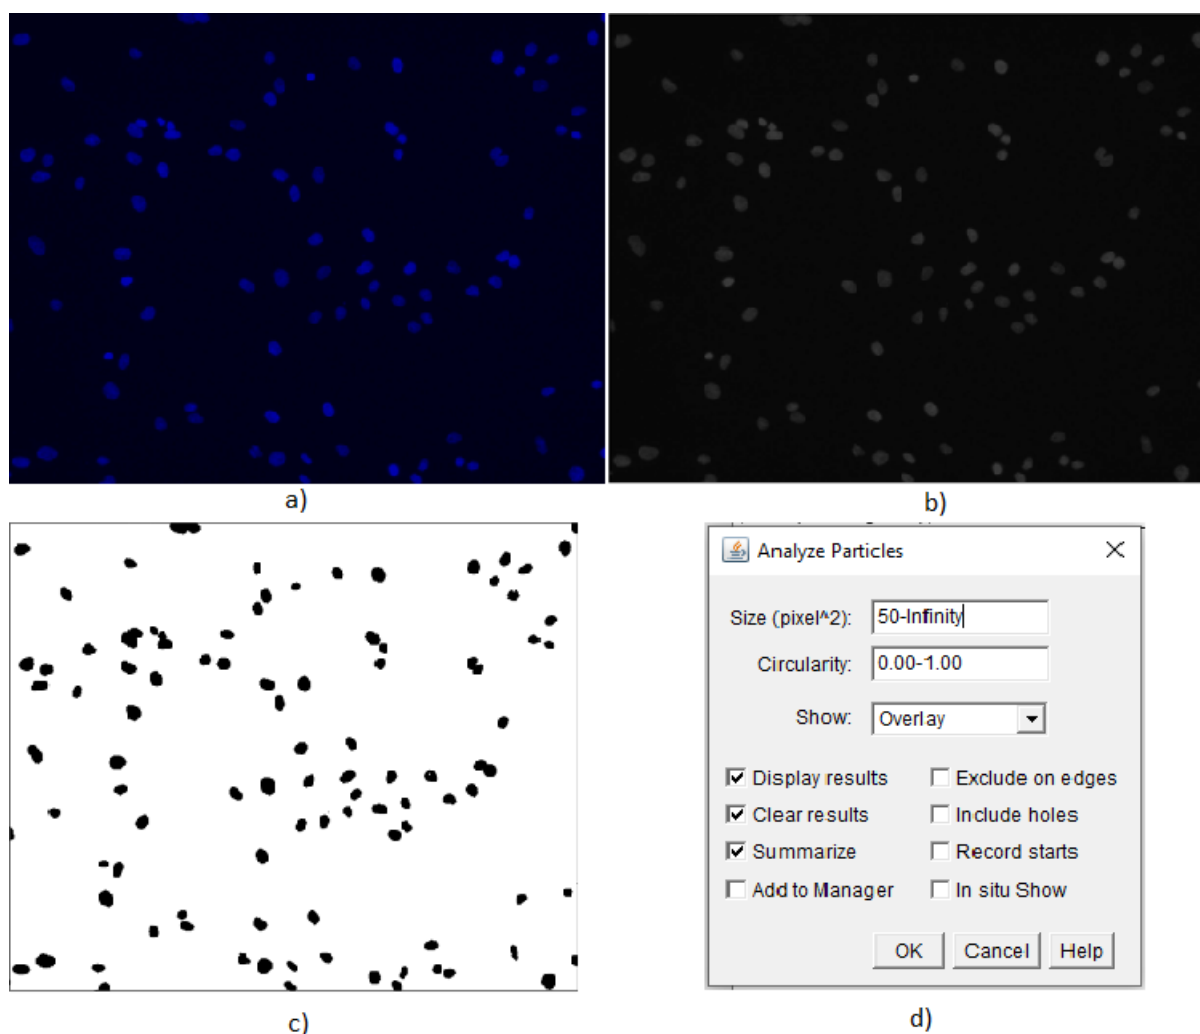 a)
b)
c)
Analyze Particles
Size (pixel^2): 50-Infinity
Circularity: 0.00-1.00
Show: Overlay
Display results Exclude on edges
Clear results Include holes
Summarize Record starts
Add to Manager In situ Show
OK Cancel Help
d)